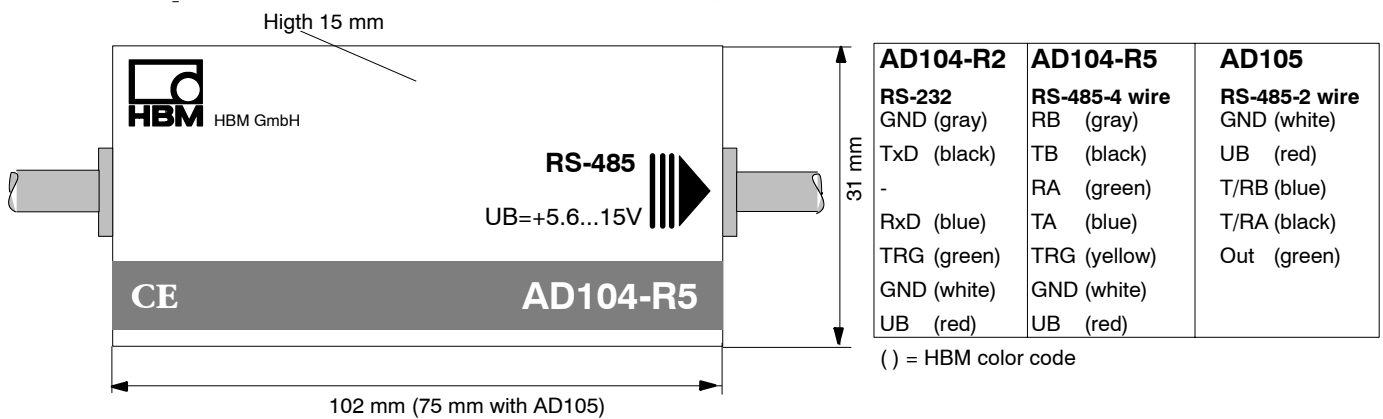 Higth 15 mm
HBM
HBM GmbH
RS-485
UB=+5.6...15V
CE
AD104-R5
31 mm
102 mm (75 mm with AD105)
AD104-R2 AD104-R5 AD105
RS-232 RS-485-4 wire RS-485-2 wire
GND (gray) RB (gray) GND (white)
TxD (black) TB (black) UB (red)
- RA (green) T/RB (blue)
RxD (blue) TA (blue) T/RA (black)
TRG (green) TRG (yellow) Out (green)
GND (white) GND (white)
UB (red) UB (red)
( ) = HBM color code